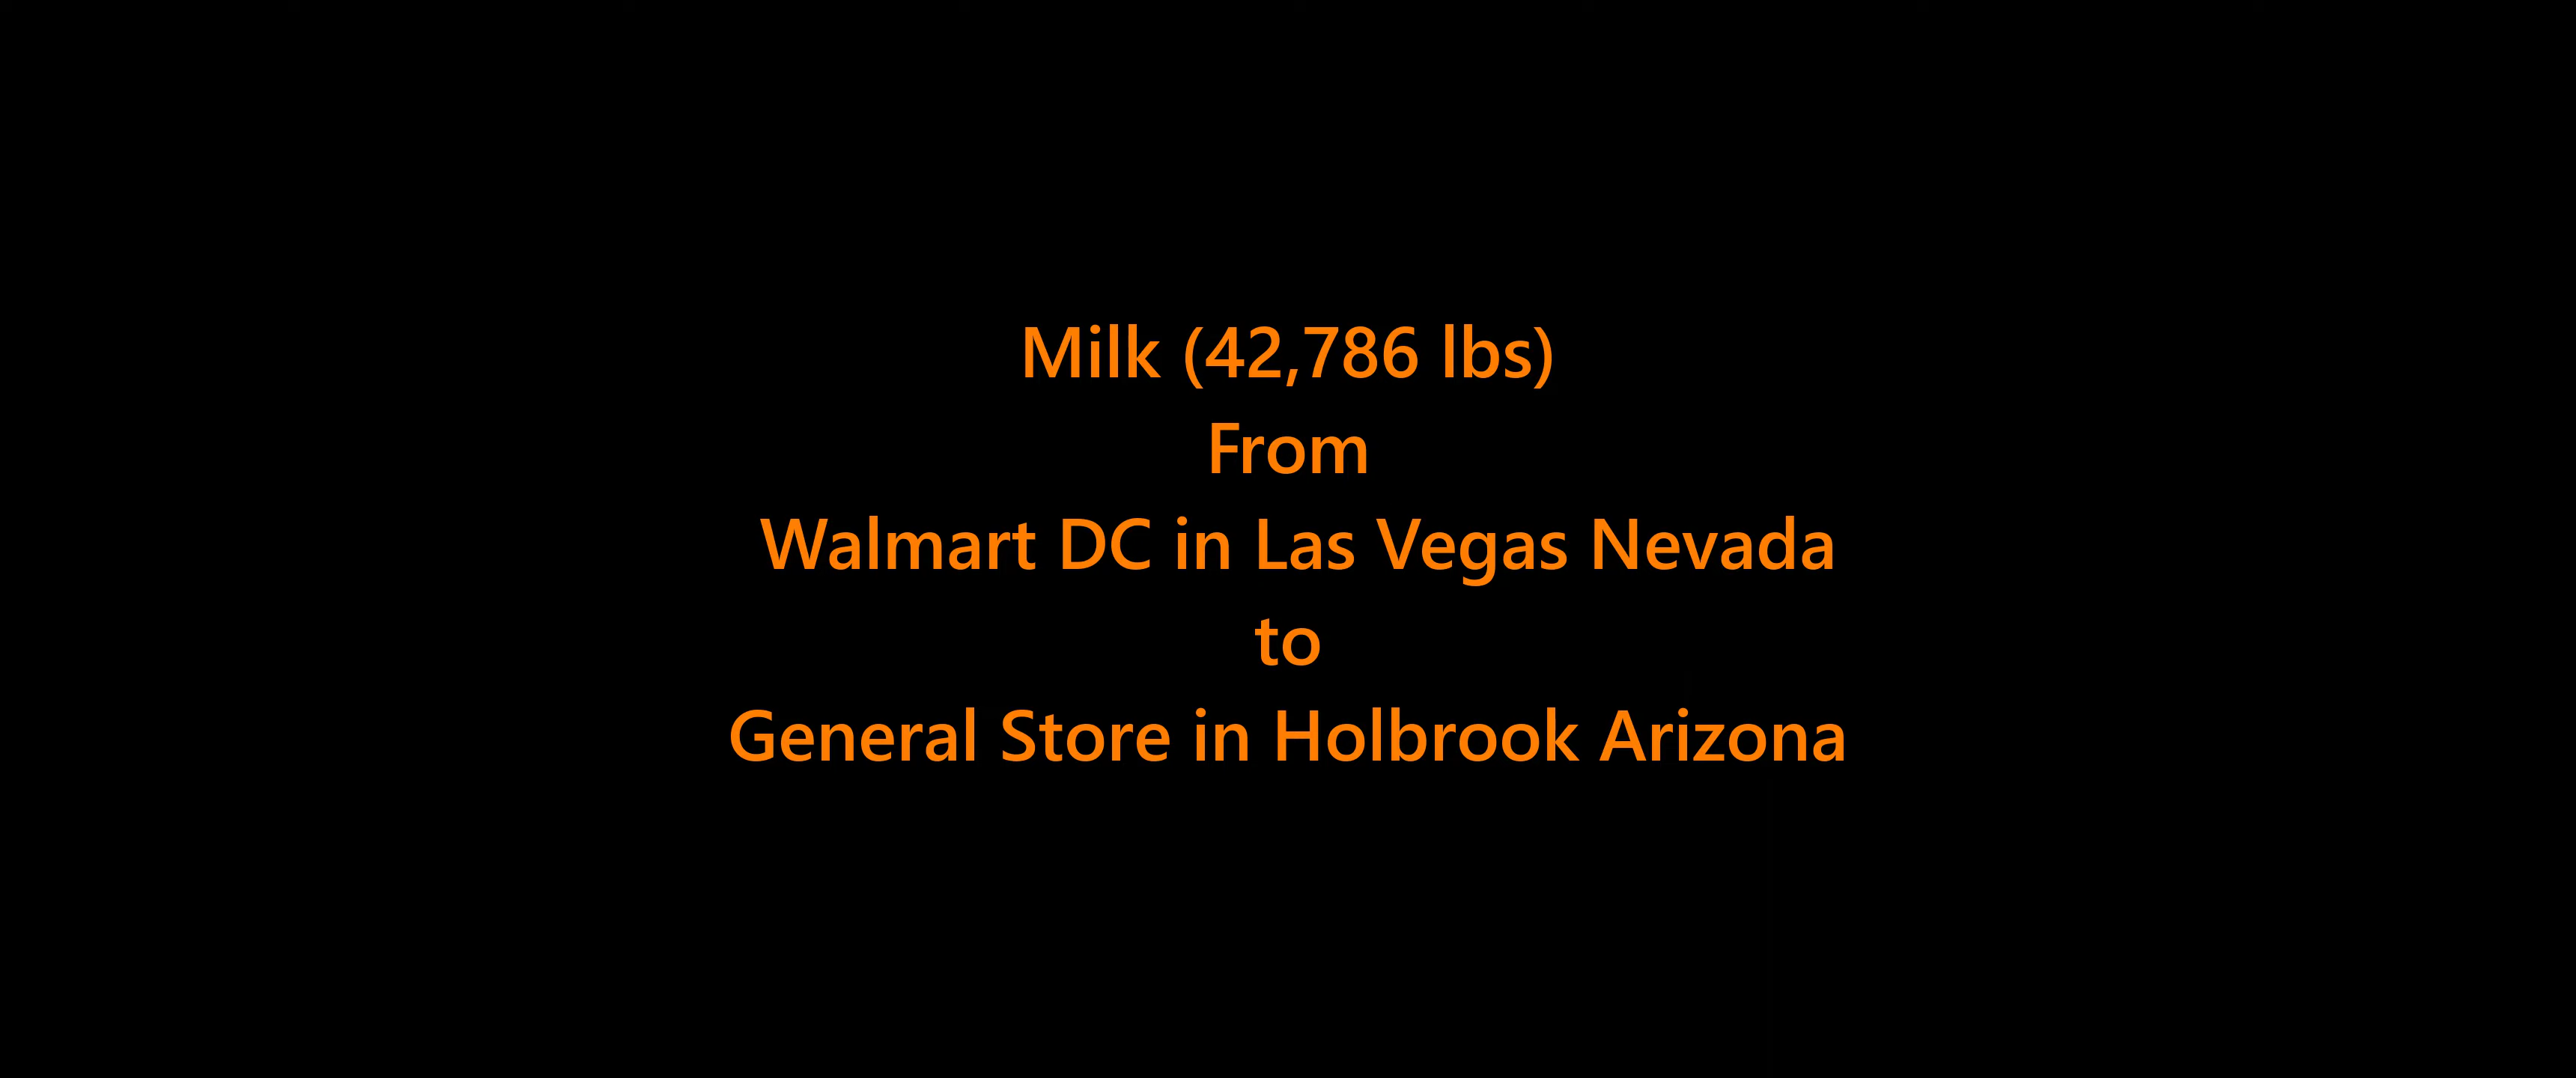 Milk (42,786 lbs)
From
Walmart DC in Las Vegas Nevada
to
General Store in Holbrook Arizona